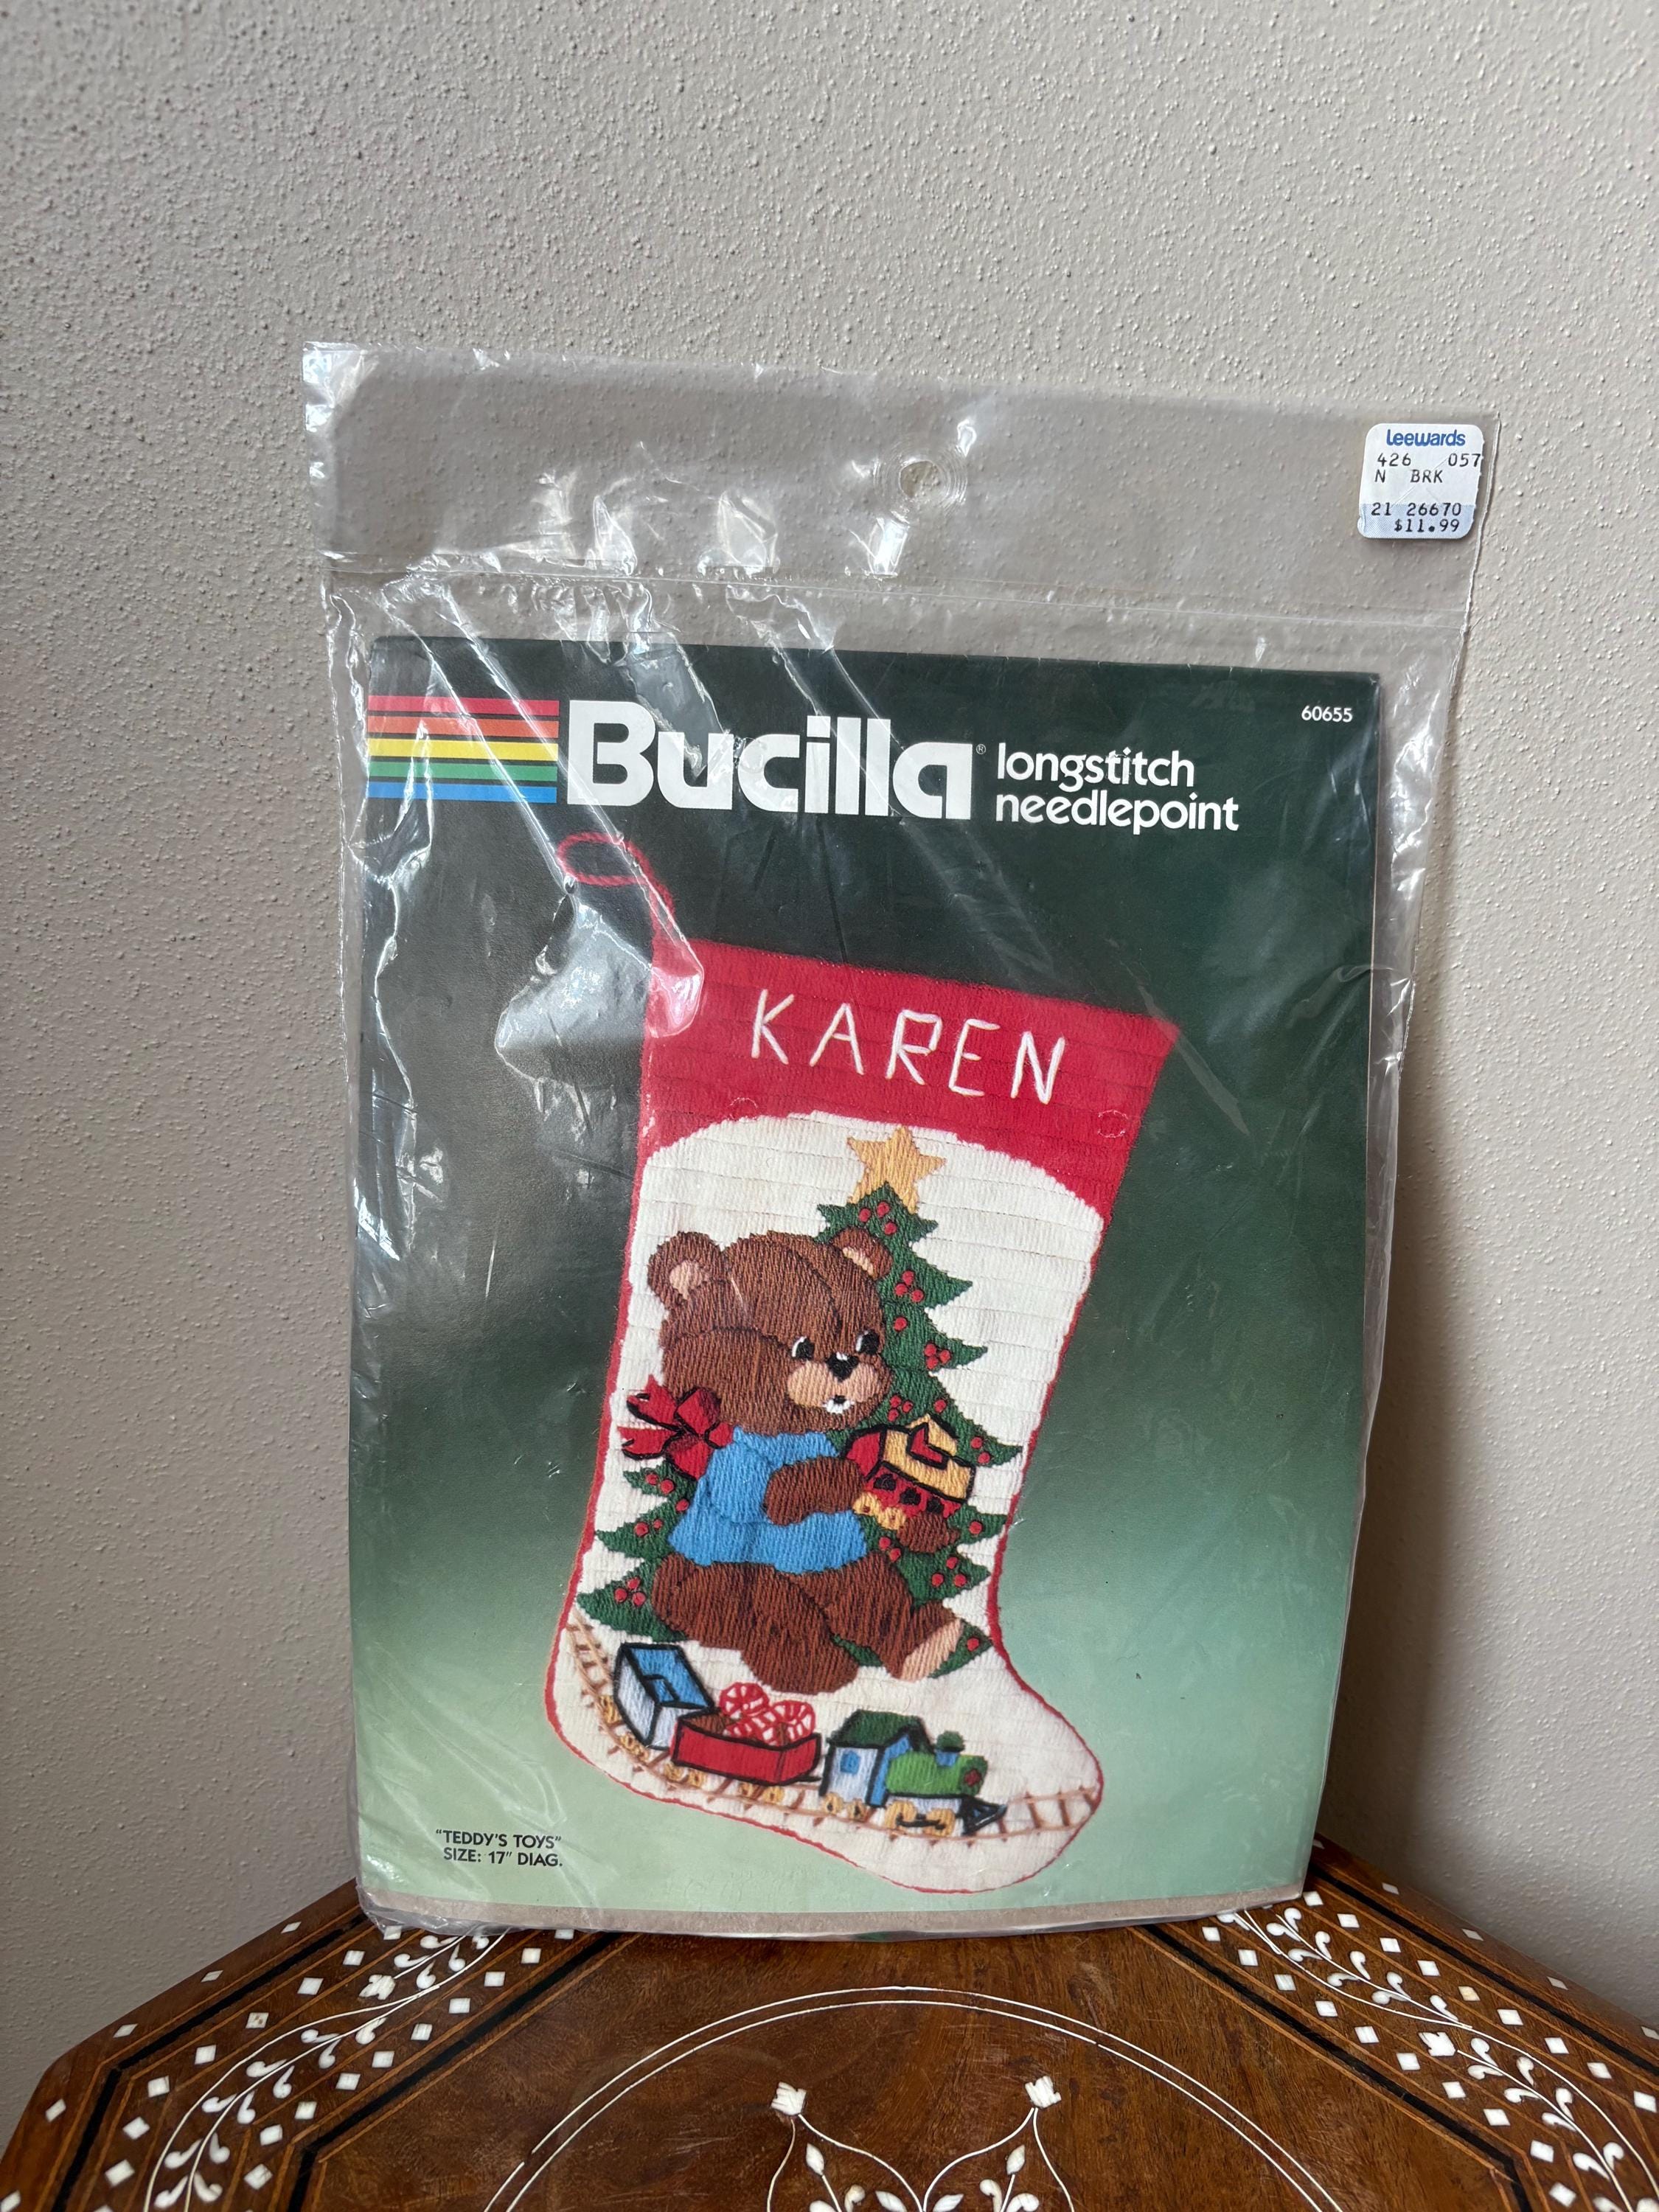 Leewards
426 057
N BRK
21 26670
$11.99
60655
Bucilla® longstitch
needlepoint
KAREN
"TEDDY'S TOYS"
SIZE: 17" DIAG.